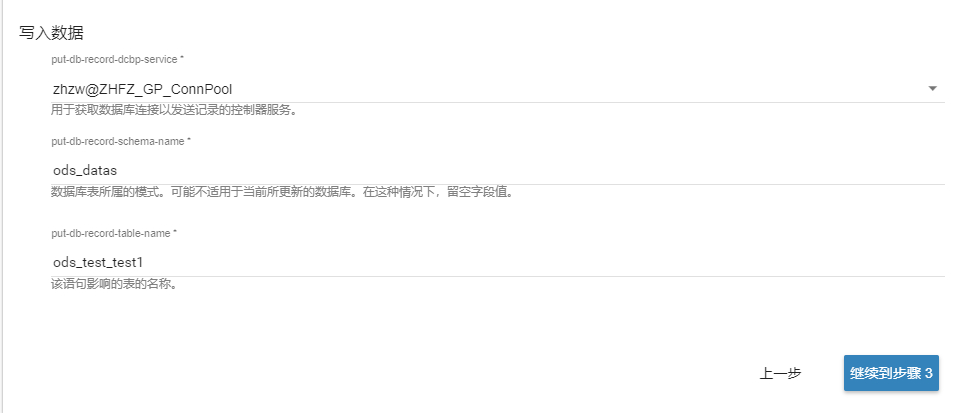 写入数据
put-db-record-dcbp-service *
zhzw@ZHFZ_GP_ConnPool
用于获取数据库连接以发送记录的控制器服务。
put-db-record-schema-name *
ods_datas
数据库表所属的模式。可能不适用于当前所更新的数据库。在这种情况下，留空字段值。
put-db-record-table-name *
ods_test_test1
该语句影响的表的名称。
上一步 继续到步骤 3